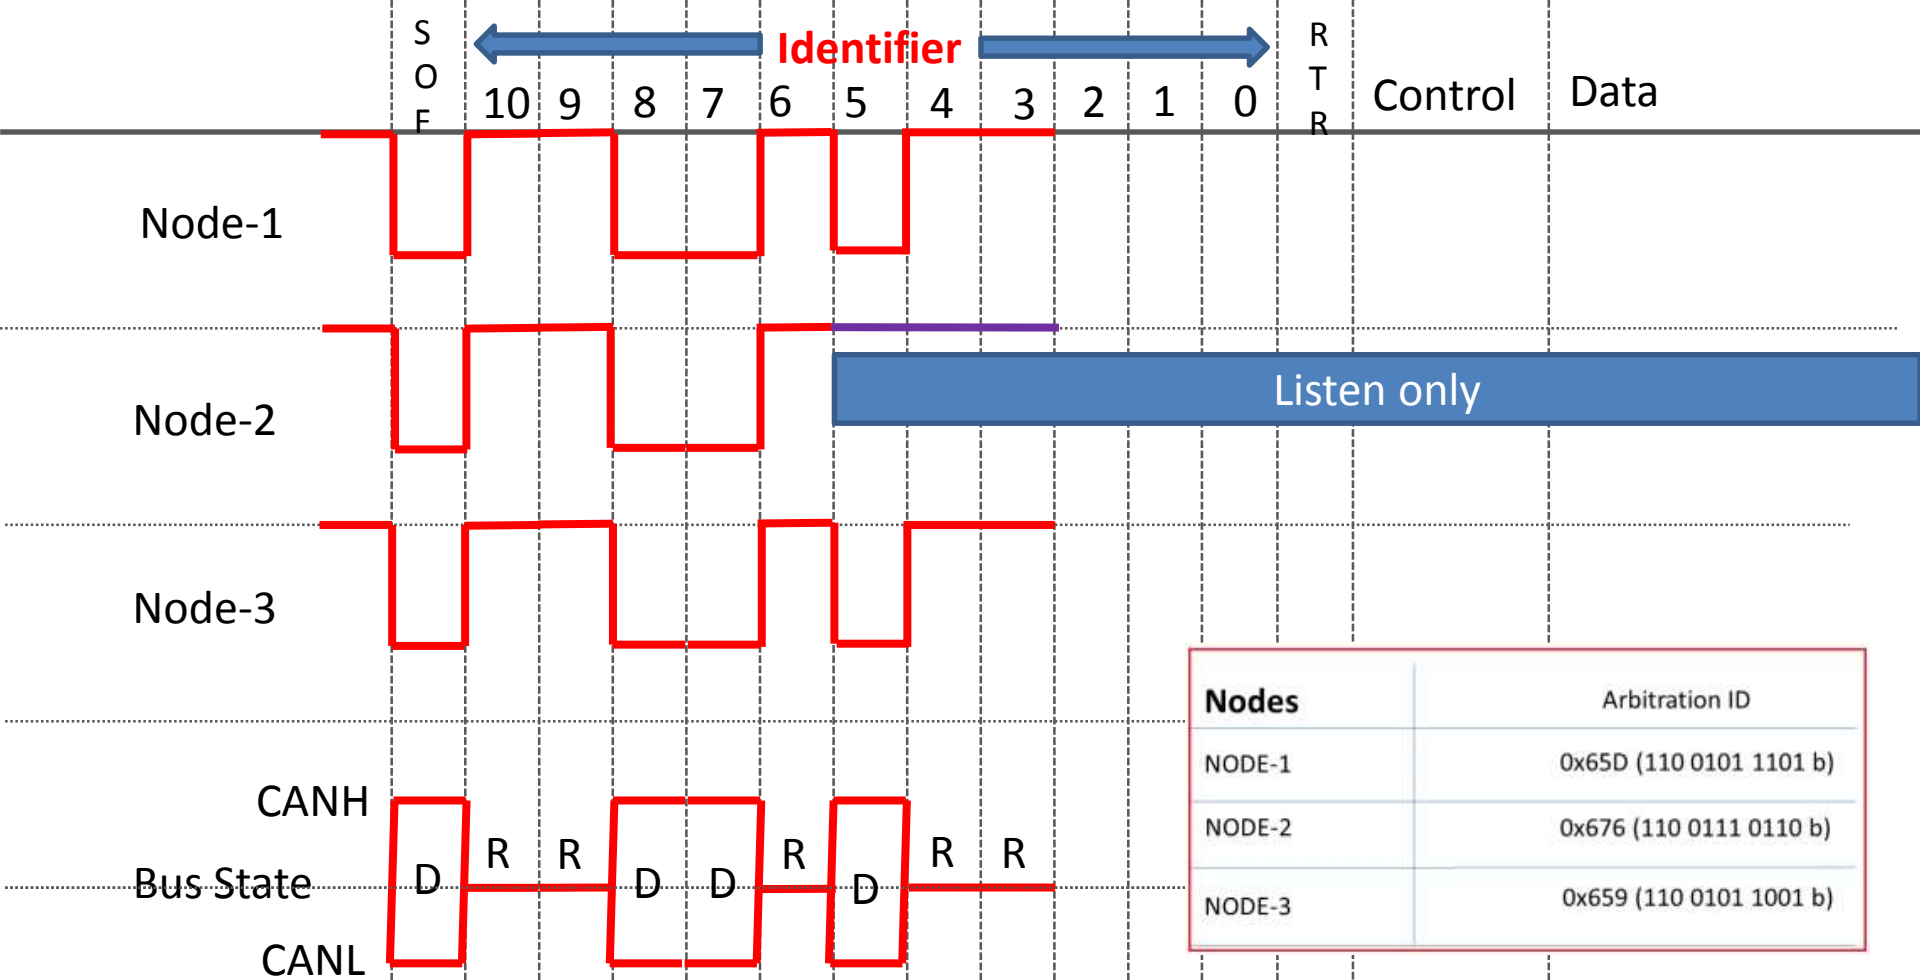 S
O
F
Identifier
R
T
R
10 9 8 7 6 5 4 3 2 1 0
Control
Data
Node-1
Node-2
Listen only
Node-3
CANH
Bus State
CANL
D R R D D R D R R
Nodes Arbitration ID
NODE-1 0x65D (110 0101 1101 b)
NODE-2 0x676 (110 0111 0110 b)
NODE-3 0x659 (110 0101 1001 b)